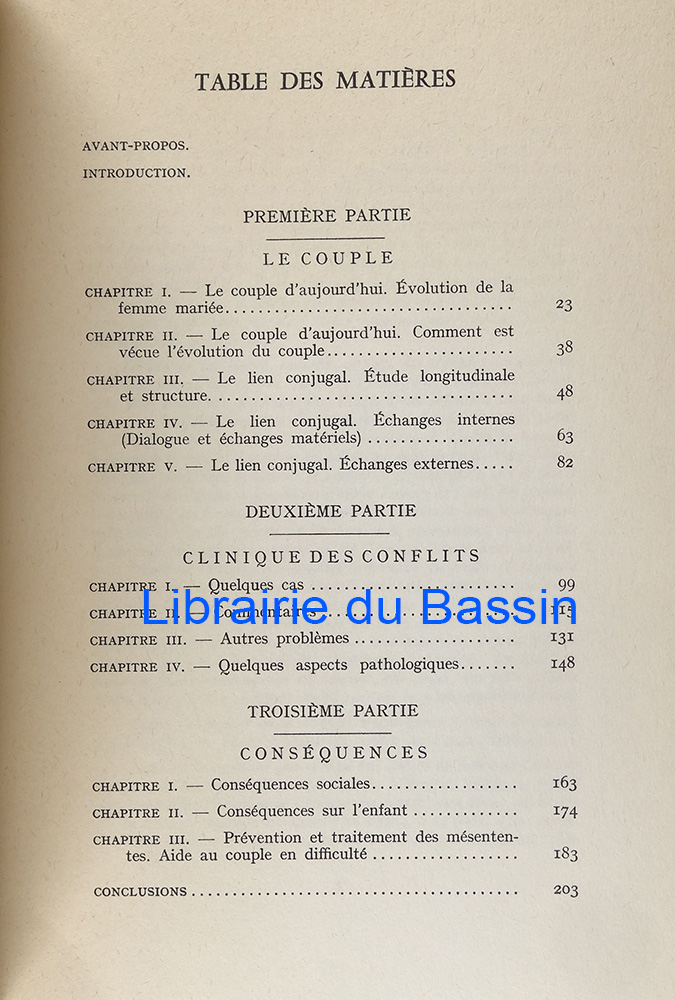 TABLE DES MATIÈRES
AVANT-PROPOS.
INTRODUCTION.
PREMIÈRE PARTIE
LE COUPLE
CHAPITRE I. — Le couple d'aujourd'hui. Évolution de la
femme mariée................................... 23
CHAPITRE II. — Le couple d'aujourd'hui. Comment est
vécue l'évolution du couple....................... 38
CHAPITRE III. — Le lien conjugal. Étude longitudinale
et structure. ..................................... 48
CHAPITRE IV. — Le lien conjugal. Échanges internes
(Dialogue et échanges matériels) .................. 63
CHAPITRE V. — Le lien conjugal. Échanges externes..... 82
DEUXIÈME PARTIE
CLINIQUE DES CONFLITS
CHAPITRE I. — Quelques cas ......................... 99
CHAPITRE II. — Commentaires ........................ 115
Librairie du Bassin
CHAPITRE III. — Autres problèmes .................... 131
CHAPITRE IV. — Quelques aspects pathologiques....... 148
TROISIÈME PARTIE
CONSÉQUENCES
CHAPITRE I. — Conséquences sociales.................. 163
CHAPITRE II. — Conséquences sur l'enfant ............. 174
CHAPITRE III. — Prévention et traitement des mésenten-
tes. Aide au couple en difficulté .................. 183
CONCLUSIONS ........................................ 203